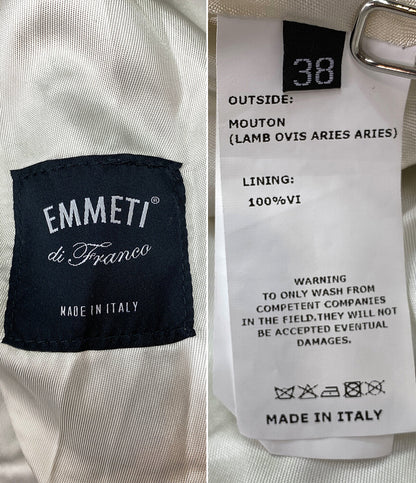 EMMETI®
di Franco
MADE IN ITALY
38
OUTSIDE:
MOUTON
(LAMB OVIS ARIES ARIES)
LINING:
100%VI
WARNING
TO ONLY WASH FROM
COMPETENT COMPANIES
IN THE FIELD.THEY WILL NOT
BE ACCEPTED EVENTUAL
DAMAGES.
MADE IN ITALY